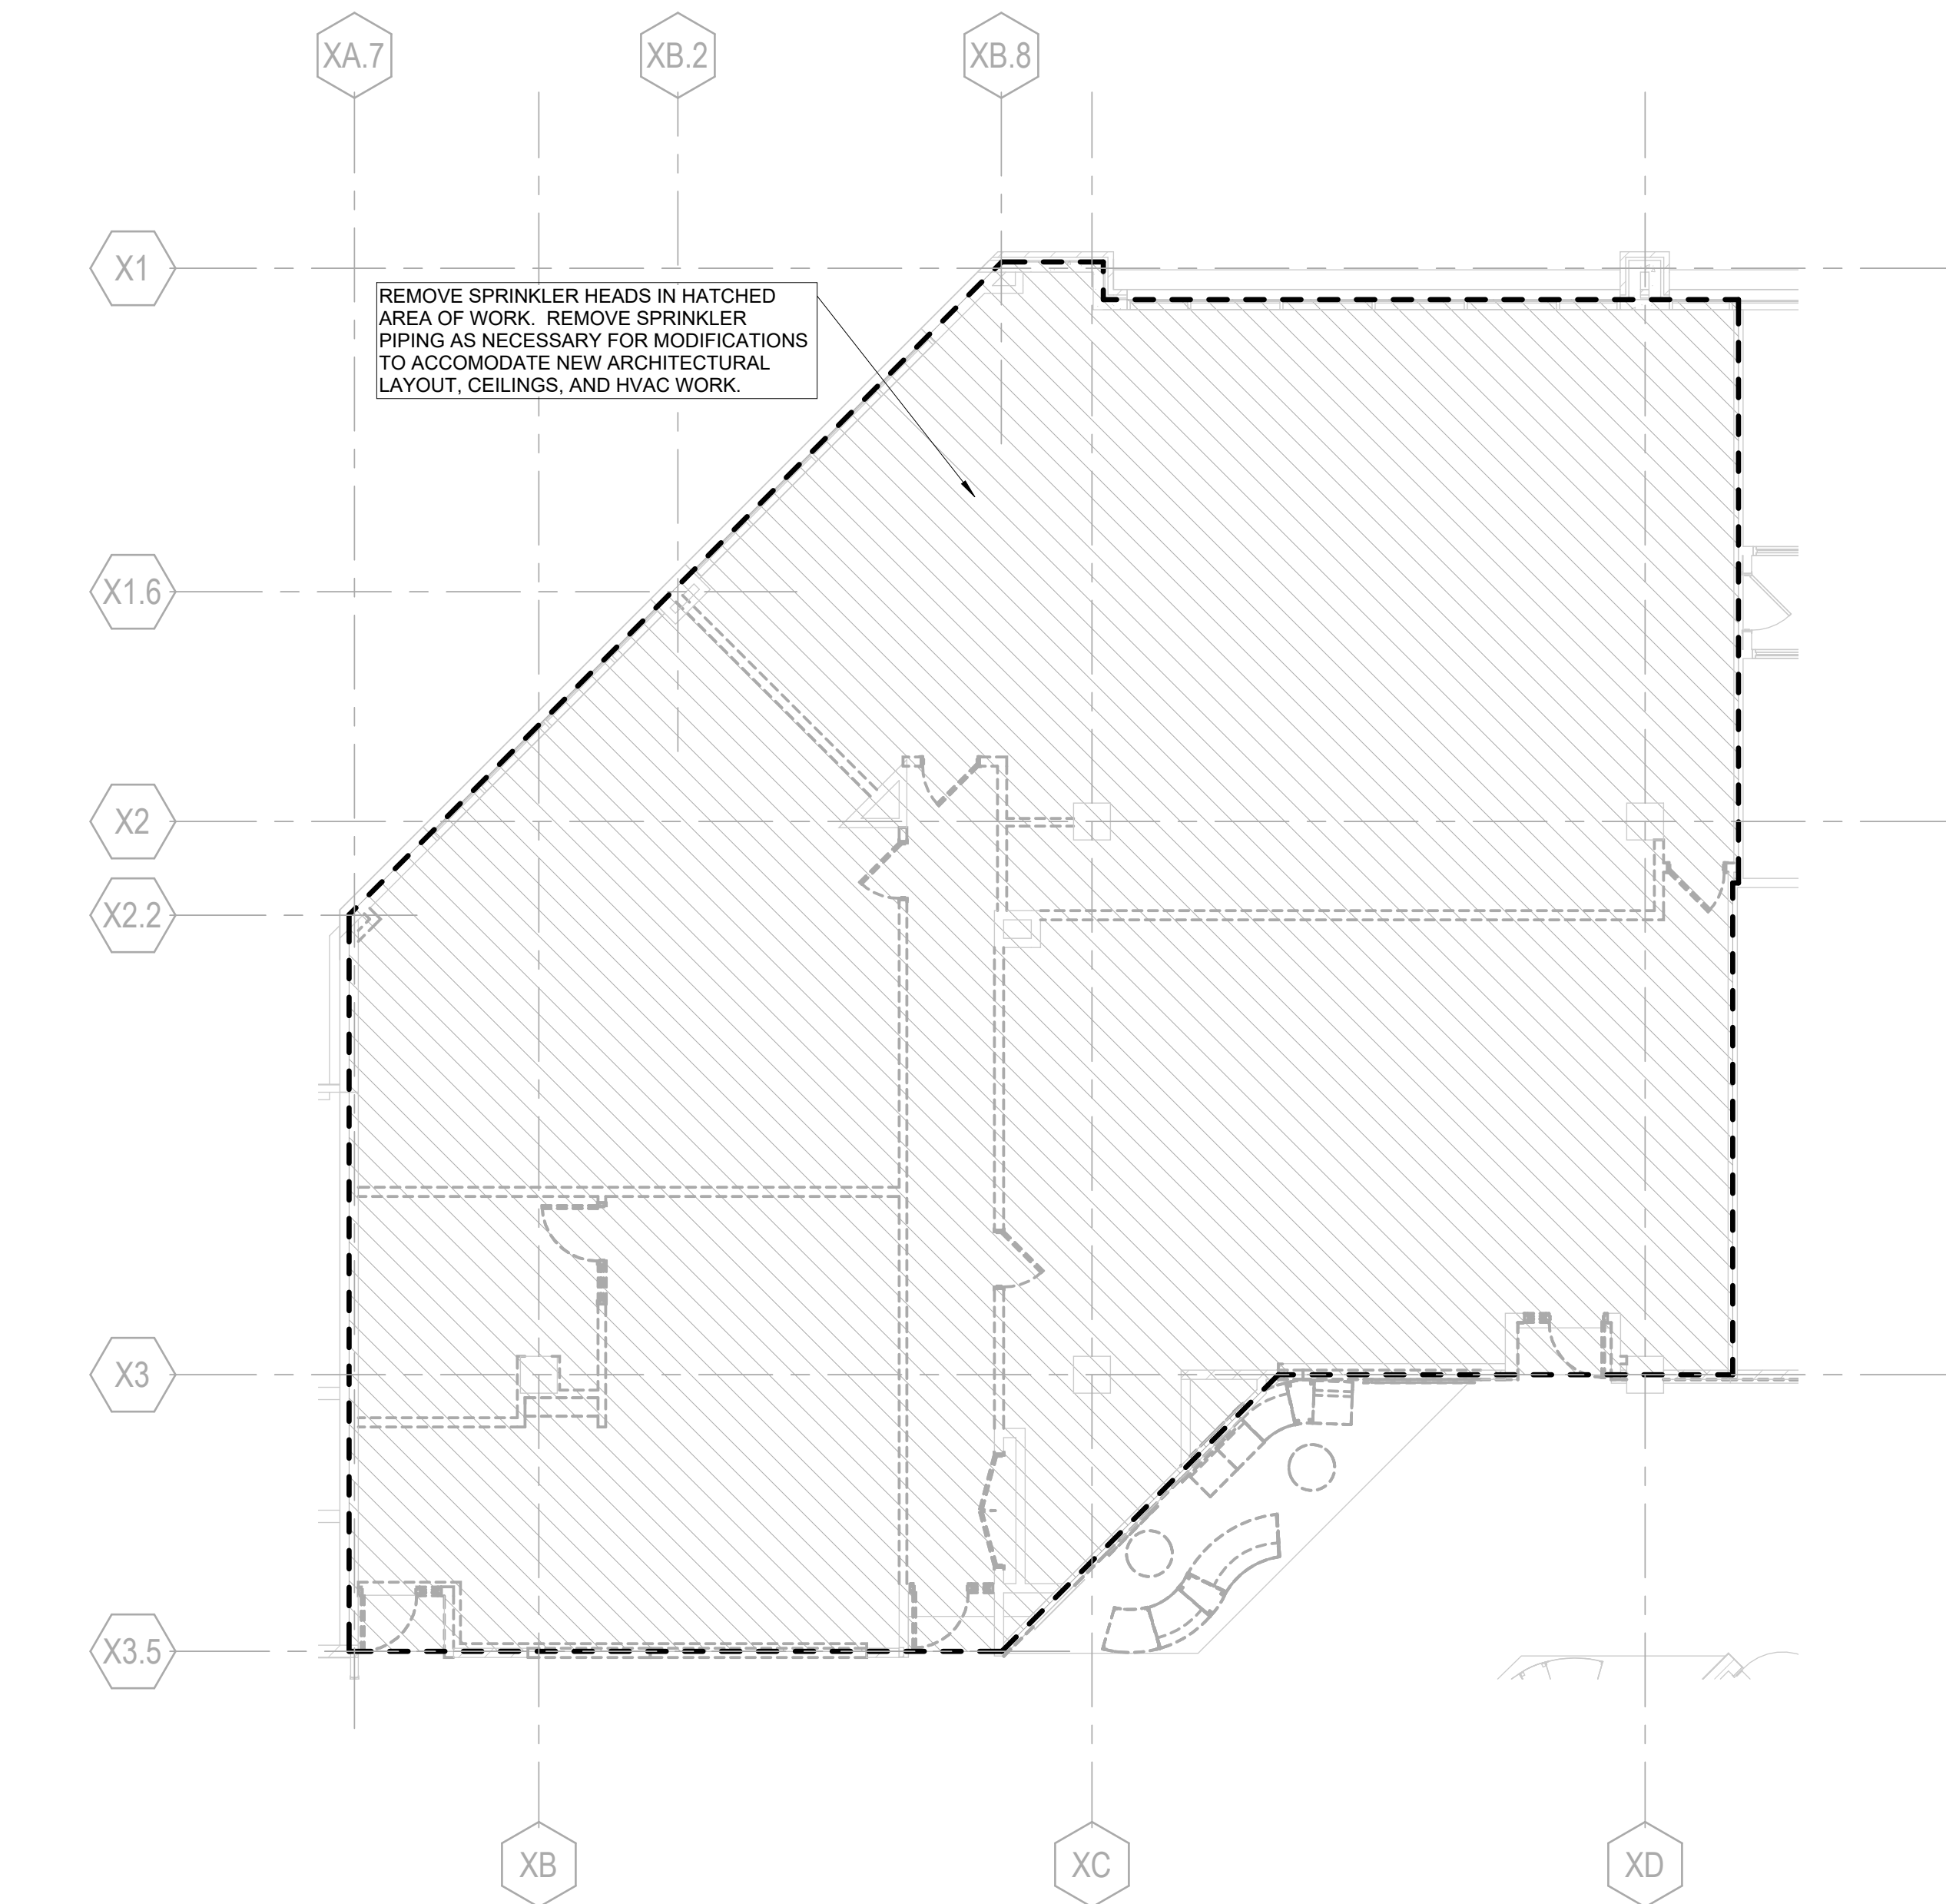 XA.7
XB.2
XB.8
X1
REMOVE SPRINKLER HEADS IN HATCHED
AREA OF WORK. REMOVE SPRINKLER
PIPING AS NECESSARY FOR MODIFICATIONS
TO ACCOMODATE NEW ARCHITECTURAL
LAYOUT, CEILINGS, AND HVAC WORK.
X1.6
X2
X2.2
X3
X3.5
XB
XC
XD